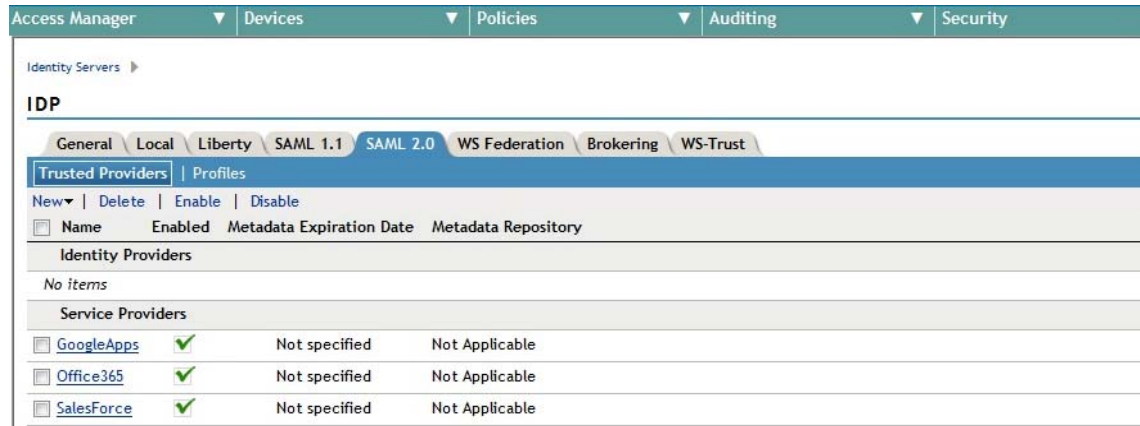 Access Manager ▼ Devices ▼ Policies ▼ Auditing ▼ Security
Identity Servers
IDP
General Local Liberty SAML 1.1 SAML 2.0 WS Federation Brokering WS-Trust
Trusted Providers | Profiles
New | Delete | Enable | Disable
Name Enabled Metadata Expiration Date Metadata Repository
Identity Providers
No items
Service Providers
GoogleApps Not specified Not Applicable
Office365 Not specified Not Applicable
SalesForce Not specified Not Applicable